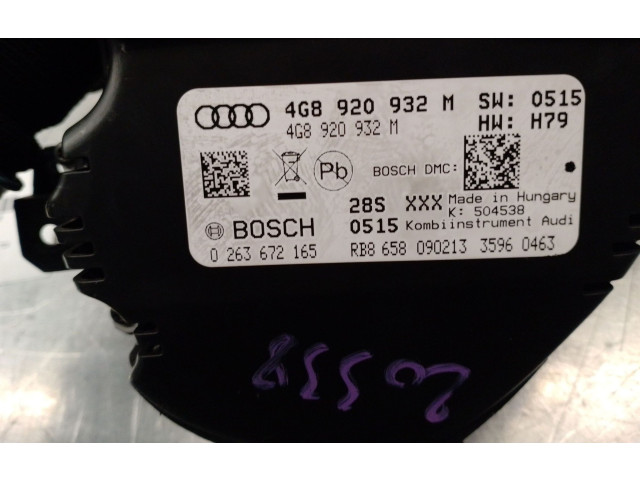 4G8 920 932 M SW: 0515
4G8 920 932 M HW: H79
Pb BOSCH DMC:
28S XXX Made in Hungary
K: 504538
BOSCH 0515 Kombiinstrument Audi
0 263 672 165 RB8 658 090213 3596 0463